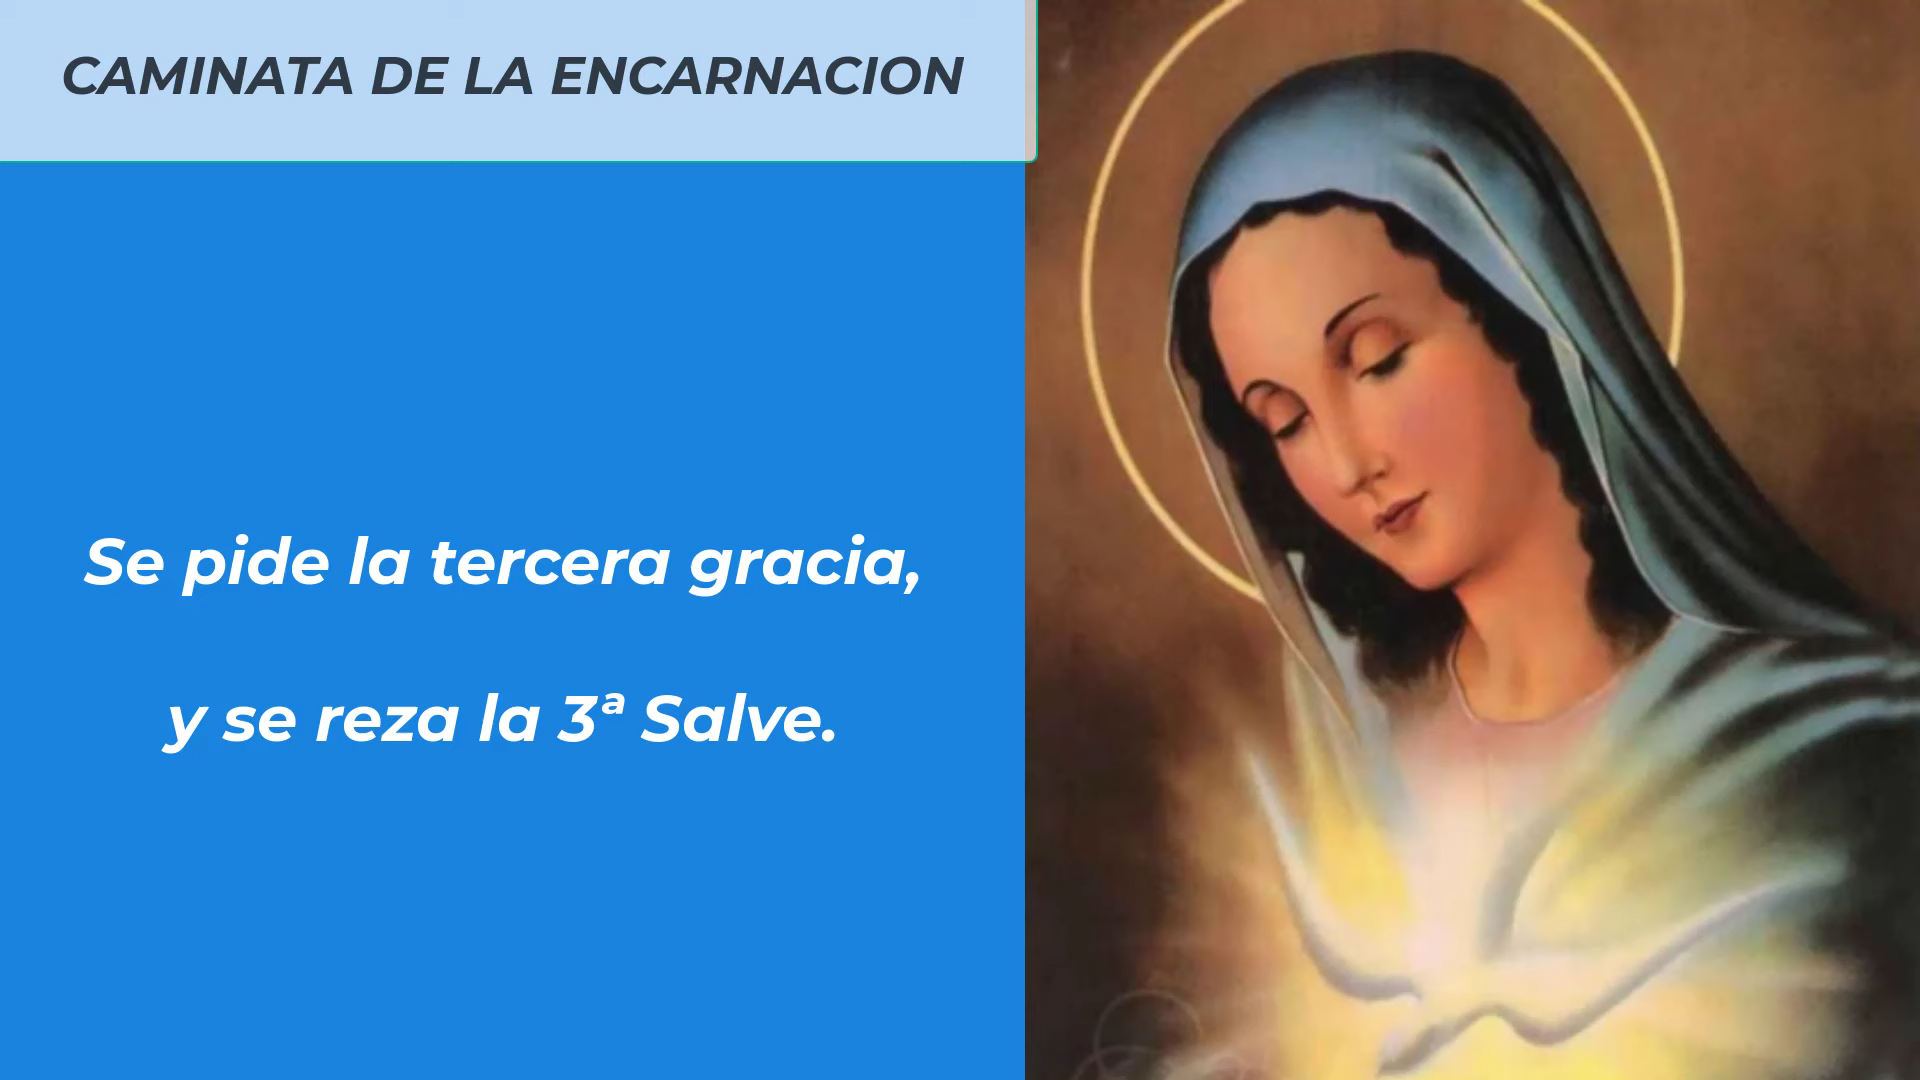 CAMINATA DE LA ENCARNACION
Se pide la tercera gracia,
y se reza la 3ª Salve.